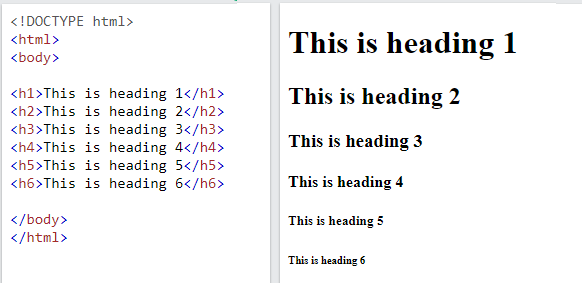 <!DOCTYPE html>
<html>
<body>
<h1>This is heading 1</h1>
<h2>This is heading 2</h2>
<h3>This is heading 3</h3>
<h4>This is heading 4</h4>
<h5>This is heading 5</h5>
<h6>This is heading 6</h6>
</body>
</html>
This is heading 1
This is heading 2
This is heading 3
This is heading 4
This is heading 5
This is heading 6